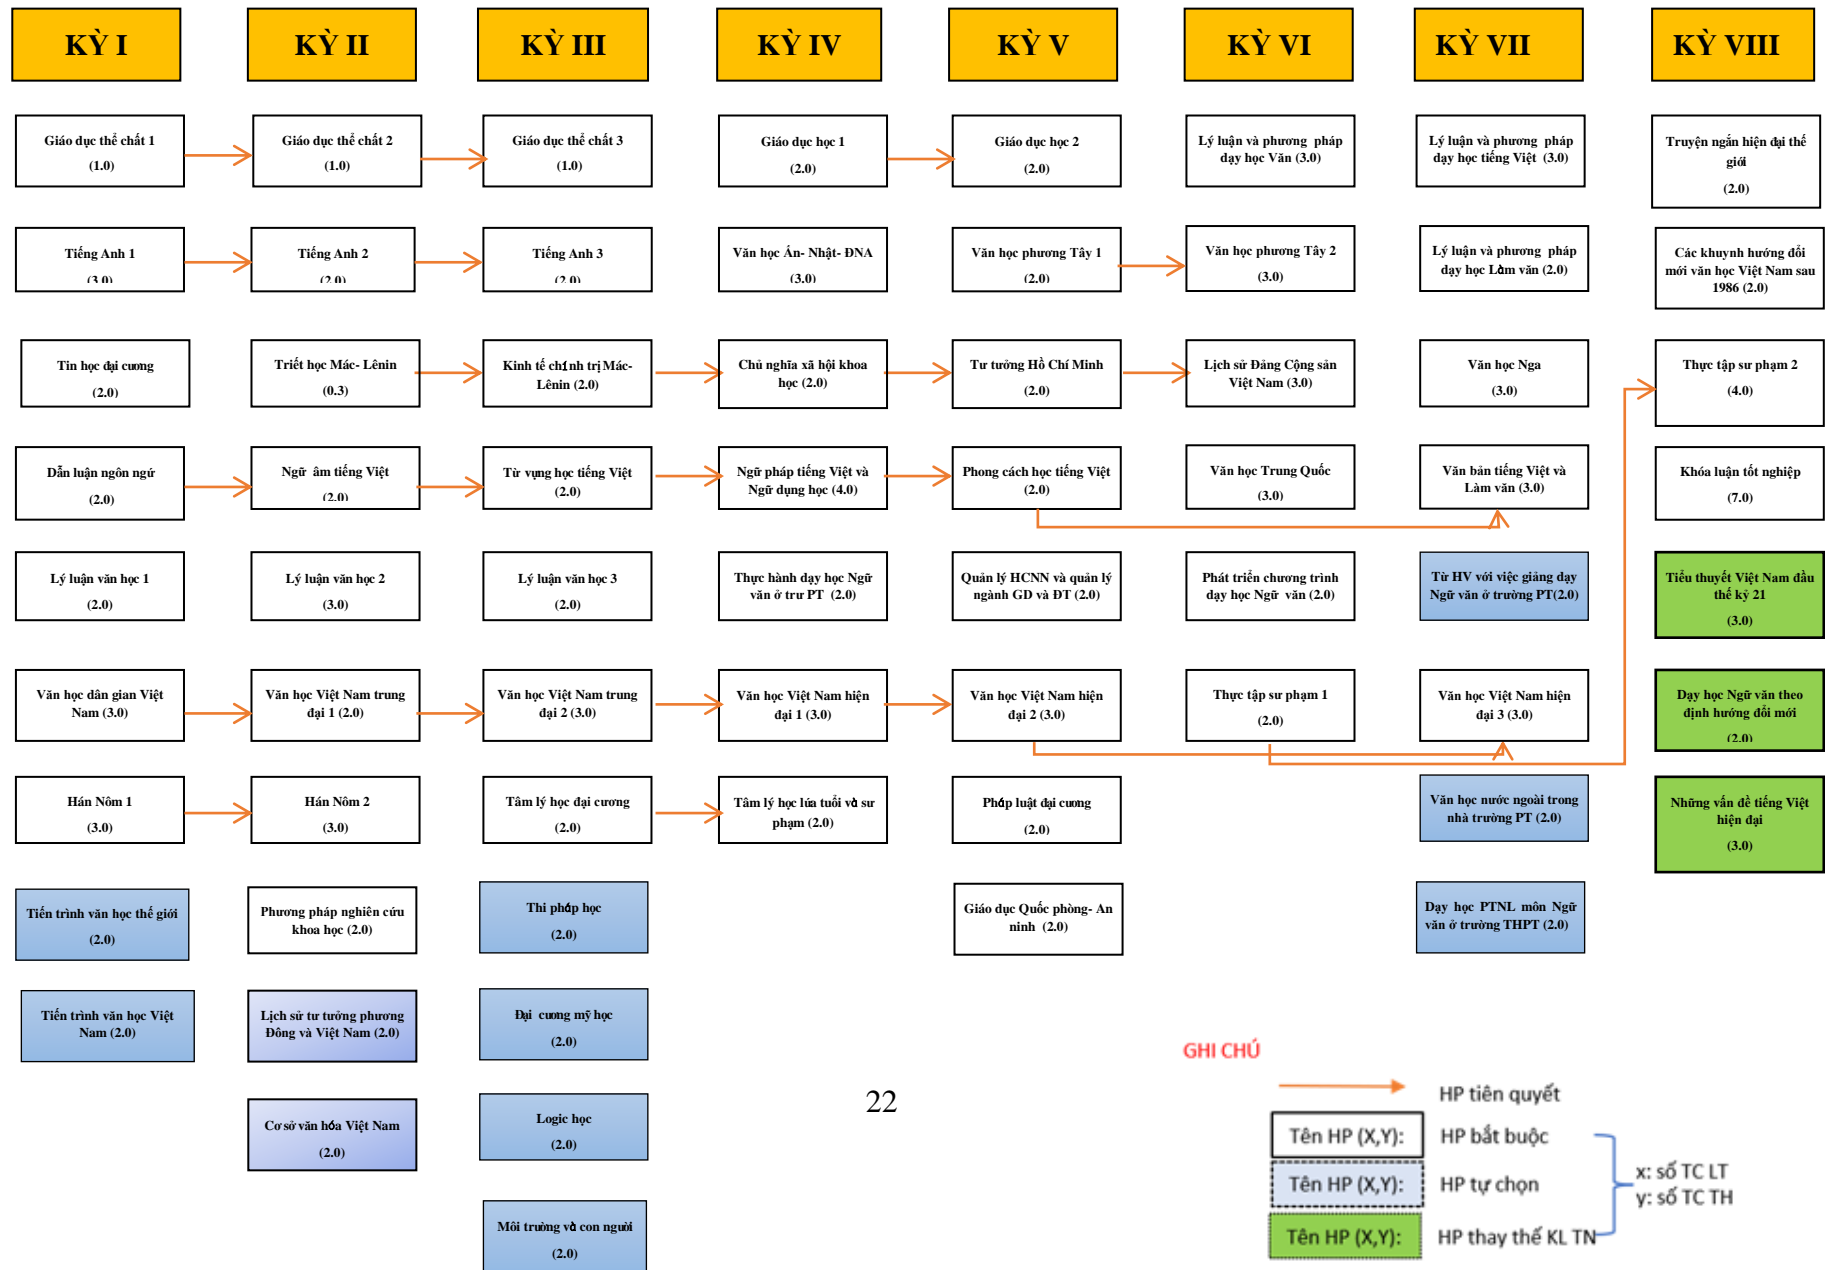 KỲ I
KỲ II
KỲ III
KỲ IV
KỲ V
KỲ VI
KỲ VII
KỲ VIII
Giáo dục thể chất 1
(1.0)
Giáo dục thể chất 2
(1.0)
Giáo dục thể chất 3
(1.0)
Giáo dục học 1
(2.0)
Giáo dục học 2
(2.0)
Lý luận và phương pháp
dạy học Văn (3.0)
Lý luận và phương pháp
dạy học tiếng Việt (3.0)
Truyện ngắn hiện đại thế
giới
(2.0)
Tiếng Anh 1
(3.0)
Tiếng Anh 2
(2.0)
Tiếng Anh 3
(2.0)
Văn học Ấn- Nhật- ĐNA
(3.0)
Văn học phương Tây 1
(2.0)
Văn học phương Tây 2
(3.0)
Lý luận và phương pháp
dạy học Làm văn (2.0)
Các khuynh hướng đổi
mới văn học Việt Nam sau
1986 (2.0)
Tin học đại cương
(2.0)
Triết học Mác- Lênin
(0.3)
Kinh tế chính trị Mác-
Lênin (2.0)
Chủ nghĩa xã hội khoa
học (2.0)
Tư tưởng Hồ Chí Minh
(2.0)
Lịch sử Đảng Cộng sản
Việt Nam (3.0)
Văn học Nga
(3.0)
Thực tập sư phạm 2
(4.0)
Dẫn luận ngôn ngứ
(2.0)
Ngữ âm tiếng Việt
(2.0)
Từ vựng học tiếng Việt
(2.0)
Ngữ pháp tiếng Việt và
Ngữ dụng học (4.0)
Phong cách học tiếng Việt
(2.0)
Văn học Trung Quốc
(3.0)
Văn bản tiếng Việt và
Làm văn (3.0)
Khóa luận tốt nghiệp
(7.0)
Lý luận văn học 1
(2.0)
Lý luận văn học 2
(3.0)
Lý luận văn học 3
(2.0)
Thực hành dạy học Ngữ
văn ở trư PT (2.0)
Quản lý HCNN và quản lý
ngành GD và ĐT (2.0)
Phát triển chương trình
dạy học Ngữ văn (2.0)
Từ HV với việc giảng dạy
Ngữ văn ở trường PT(2.0)
Tiểu thuyết Việt Nam đầu
thế kỷ 21
(3.0)
Văn học dân gian Việt
Nam (3.0)
Văn học Việt Nam trung
đại 1 (2.0)
Văn học Việt Nam trung
đại 2 (3.0)
Văn học Việt Nam hiện
đại 1 (3.0)
Văn học Việt Nam hiện
đại 2 (3.0)
Thực tập sư phạm 1
(2.0)
Văn học Việt Nam hiện
đại 3 (3.0)
Dạy học Ngữ văn theo
định hướng đổi mới
(2.0)
Hán Nôm 1
(3.0)
Hán Nôm 2
(3.0)
Tâm lý học đại cương
(2.0)
Tâm lý học lứa tuổi và sư
phạm (2.0)
Pháp luật đại cương
(2.0)
Văn học nước ngoài trong
nhà trường PT (2.0)
Những vấn đề tiếng Việt
hiện đại
(3.0)
Tiến trình văn học thế giới
(2.0)
Phương pháp nghiên cứu
khoa học (2.0)
Thi pháp học
(2.0)
Giáo dục Quốc phòng- An
ninh (2.0)
Dạy học PTNL môn Ngữ
văn ở trường THPT (2.0)
Tiến trình văn học Việt
Nam (2.0)
Lịch sử tư tưởng phương
Đông và Việt Nam (2.0)
Đại cương mỹ học
(2.0)
Cơ sở văn hóa Việt Nam
(2.0)
Logic học
(2.0)
Môi trường và con người
(2.0)
22
GHI CHÚ
HP tiên quyết
Tên HP (X,Y): HP bắt buộc
Tên HP (X,Y): HP tự chọn
Tên HP (X,Y): HP thay thế KL TN
x: số TC LT
y: số TC TH